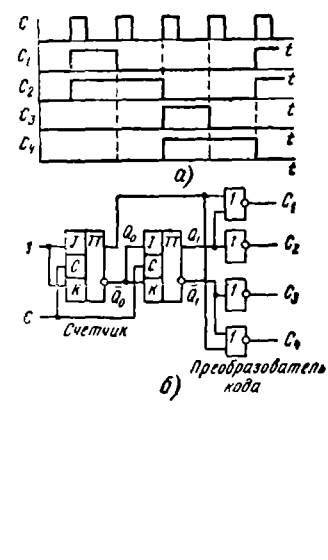 C
C₁ t
C₂ t
C₃ t
C₄ t
t
а)
1 J TT Q₀ J TT Q₁ 1 C₁
C C 1 C₂
K Q̄₀ K Q̄₁ 1 C₃
C Счетчик 1 C₄
Преобразователь
кода
б)